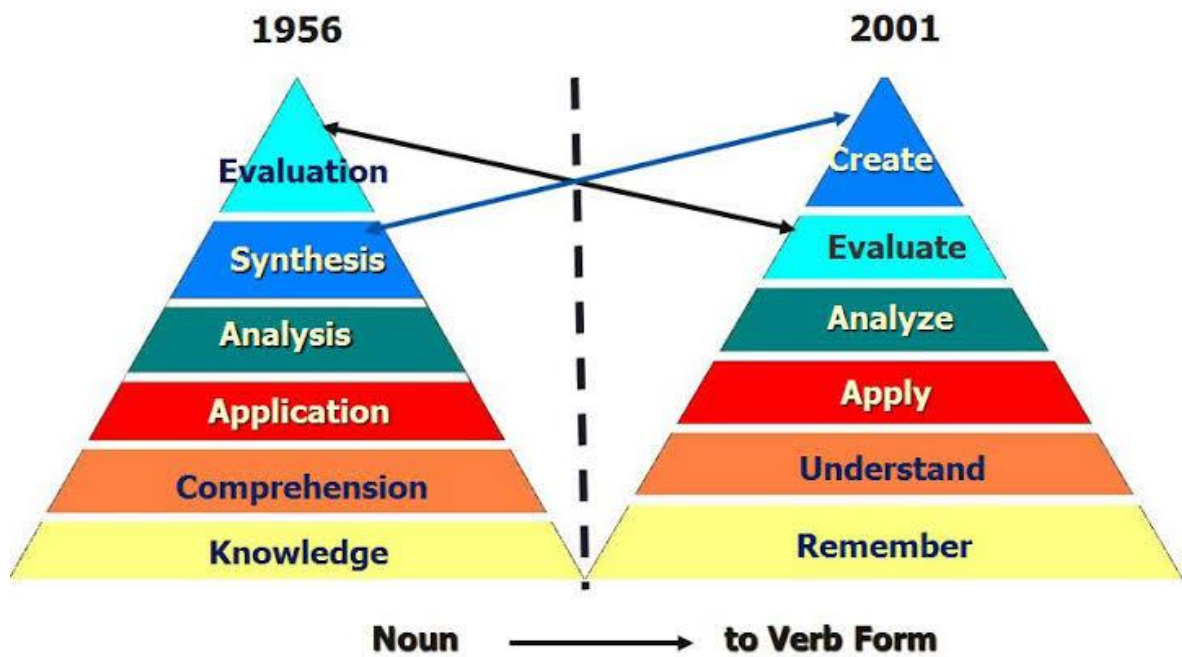 1956
2001
Evaluation
Synthesis
Analysis
Application
Comprehension
Knowledge
Create
Evaluate
Analyze
Apply
Understand
Remember
Noun to Verb Form